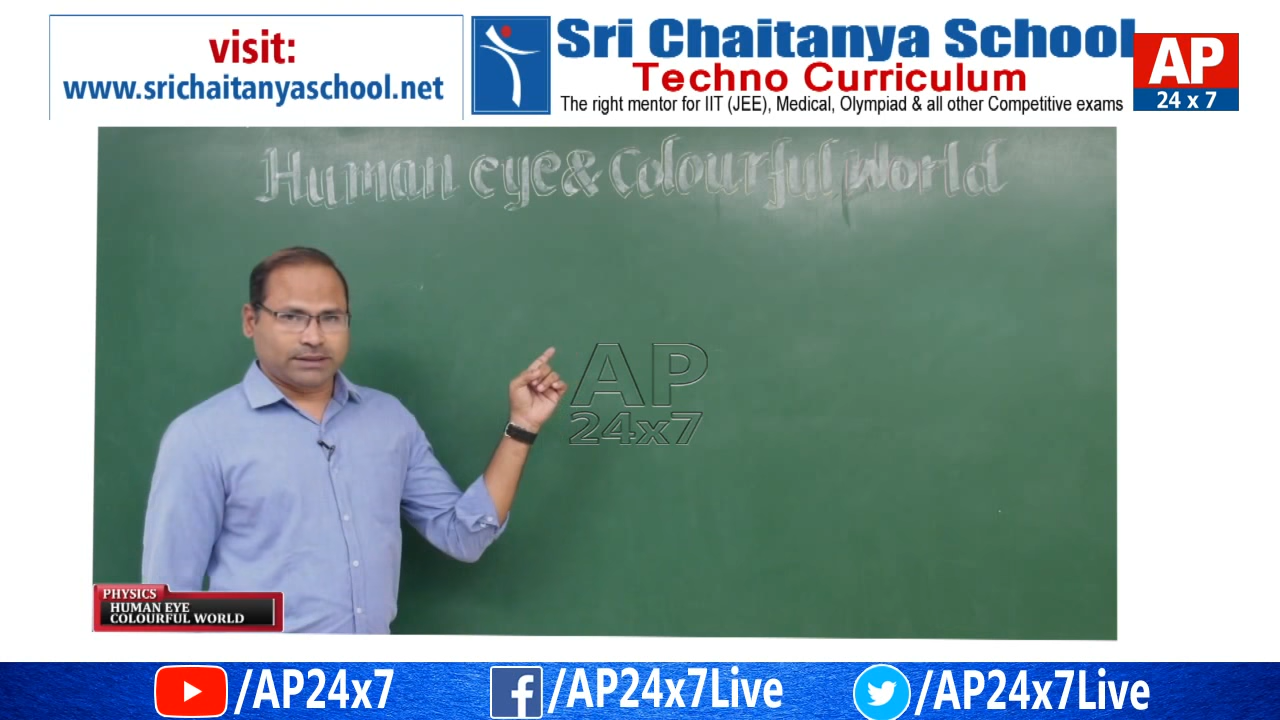 visit:
www.srichaitanyaschool.net
Sri Chaitanya School
Techno Curriculum
The right mentor for IIT (JEE), Medical, Olympiad & all other Competitive exams
AP
24 x 7
Human eye & Colourful World
AP
24x7
PHYSICS
HUMAN EYE
COLOURFUL WORLD
/AP24x7
/AP24x7Live
/AP24x7Live